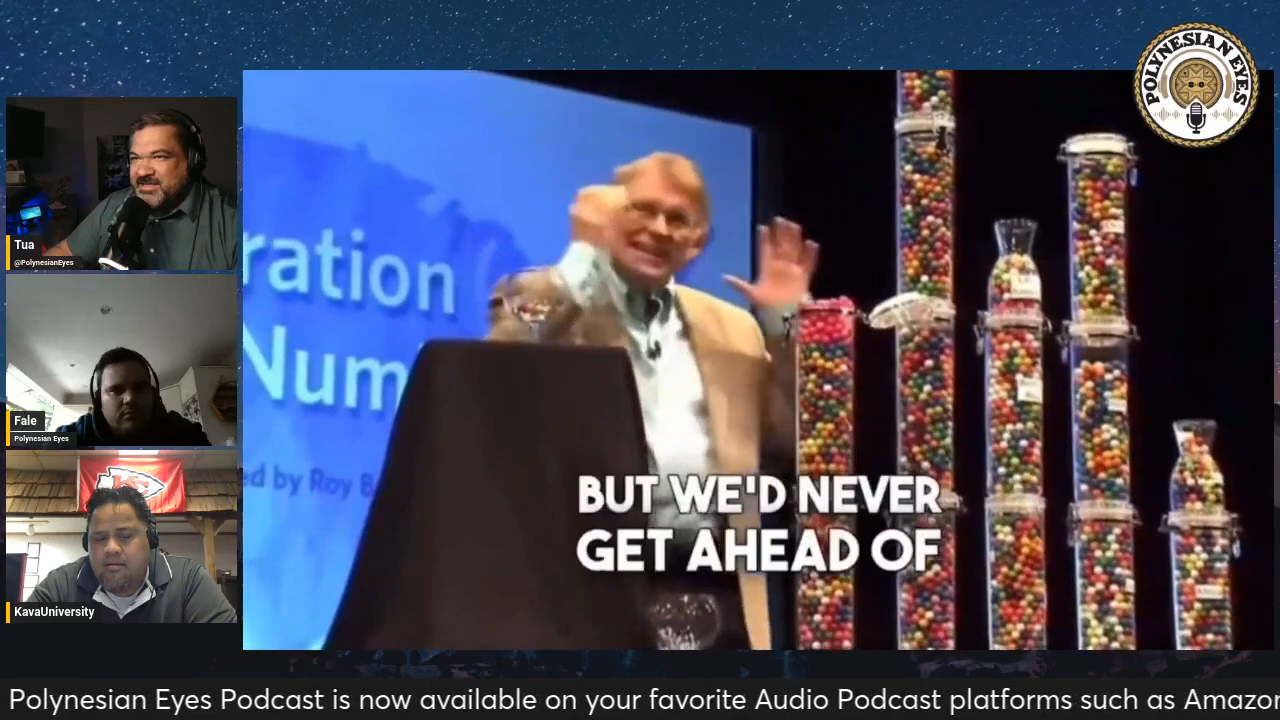 POLYNESIAN EYES
Tua
@PolynesianEyes
Fale
Polynesian Eyes
KC
KavaUniversity
ration
Num
ed by Roy B
BUT WE'D NEVER
GET AHEAD OF
Polynesian Eyes Podcast is now available on your favorite Audio Podcast platforms such as Amazon